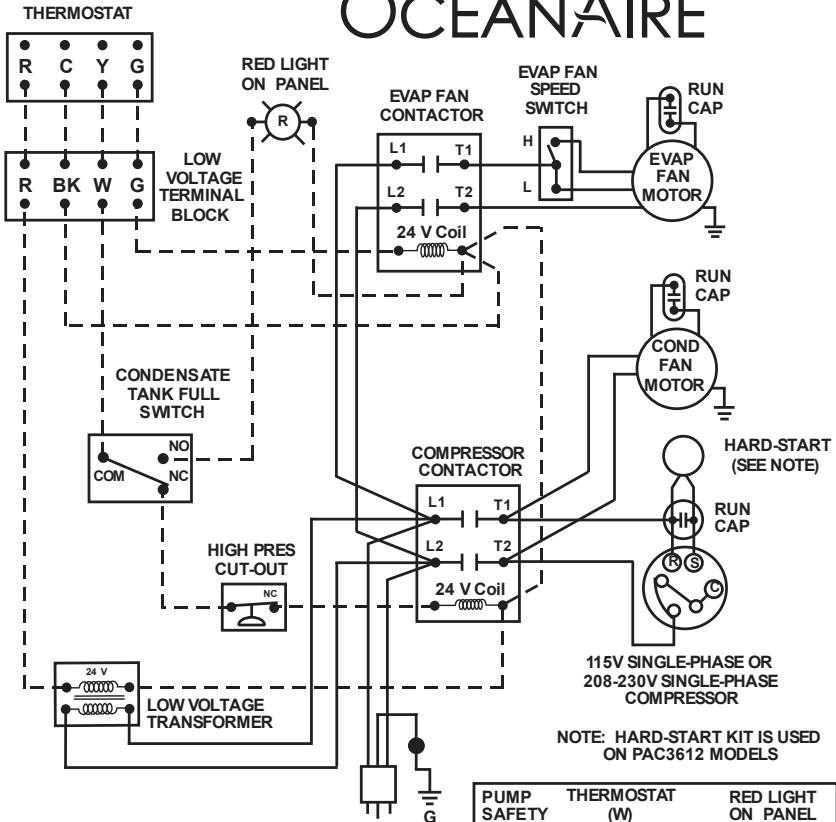 OCEANAIRE
THERMOSTAT
R C Y G
RED LIGHT
ON PANEL
R
LOW
VOLTAGE
TERMINAL
BLOCK
R BK W G
EVAP FAN
CONTACTOR
L1 T1
L2 T2
24 V Coil
EVAP FAN
SPEED
SWITCH
H
L
RUN
CAP
EVAP
FAN
MOTOR
RUN
CAP
COND
FAN
MOTOR
CONDENSATE
TANK FULL
SWITCH
NO
COM
NC
COMPRESSOR
CONTACTOR
L1 T1
L2 T2
24 V Coil
HARD-START
(SEE NOTE)
RUN
CAP
R S
C
HIGH PRES
CUT-OUT
NC
115V SINGLE-PHASE OR
208-230V SINGLE-PHASE
COMPRESSOR
24 V
LOW VOLTAGE
TRANSFORMER
NOTE: HARD-START KIT IS USED
ON PAC3612 MODELS
G
PUMP THERMOSTAT RED LIGHT
SAFETY (W) ON PANEL